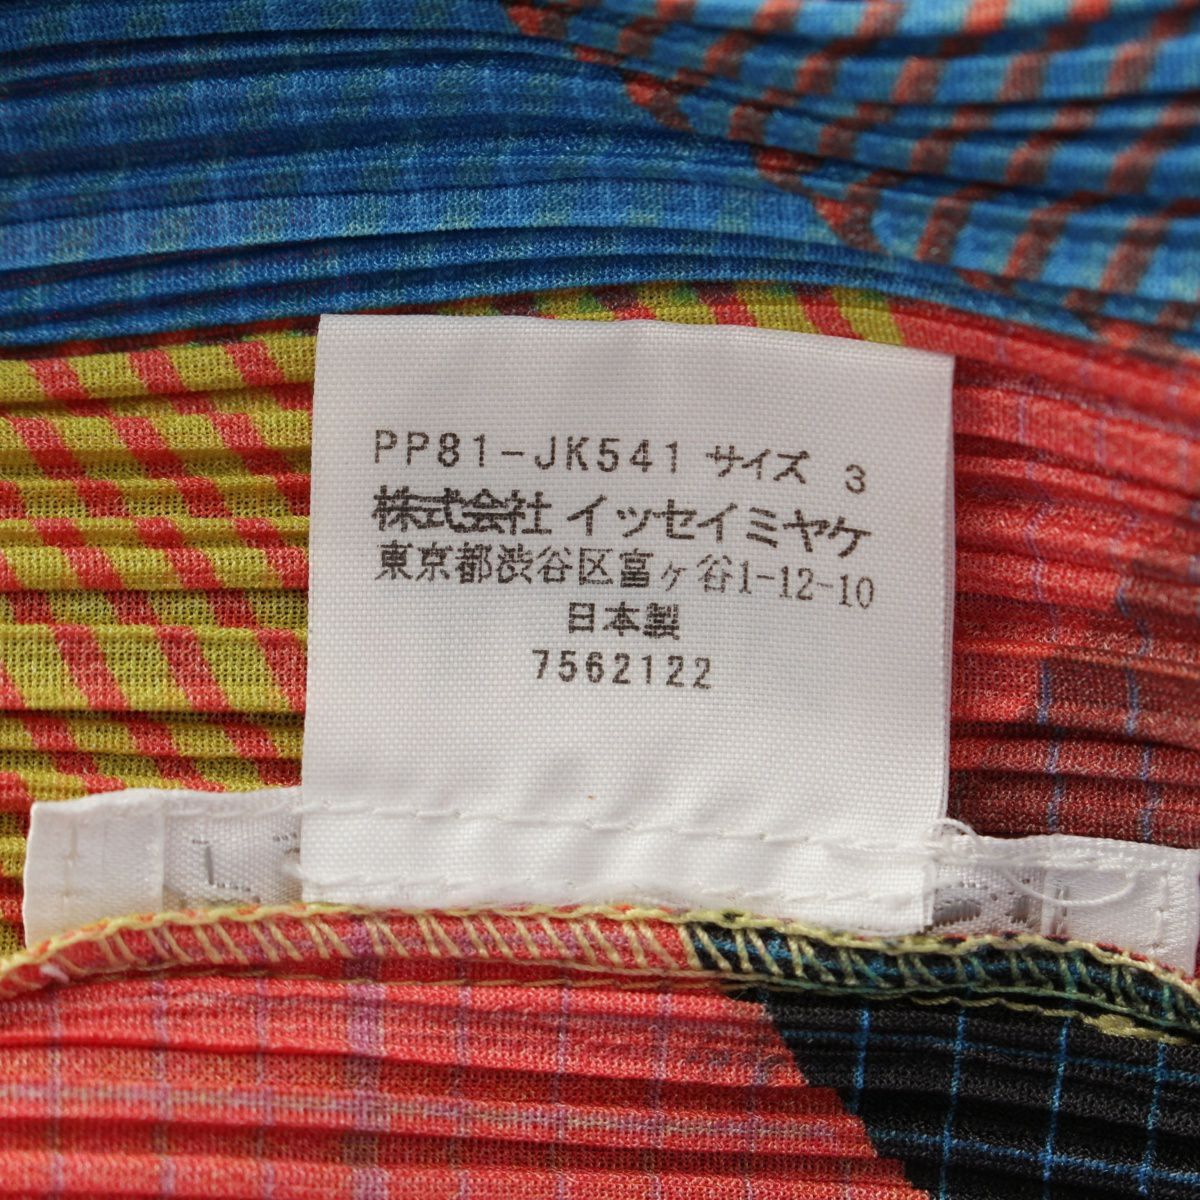 PP81-JK541 サイズ 3
株式会社 イッセイミヤケ
東京都渋谷区富ヶ谷1-12-10
日本製
7562122